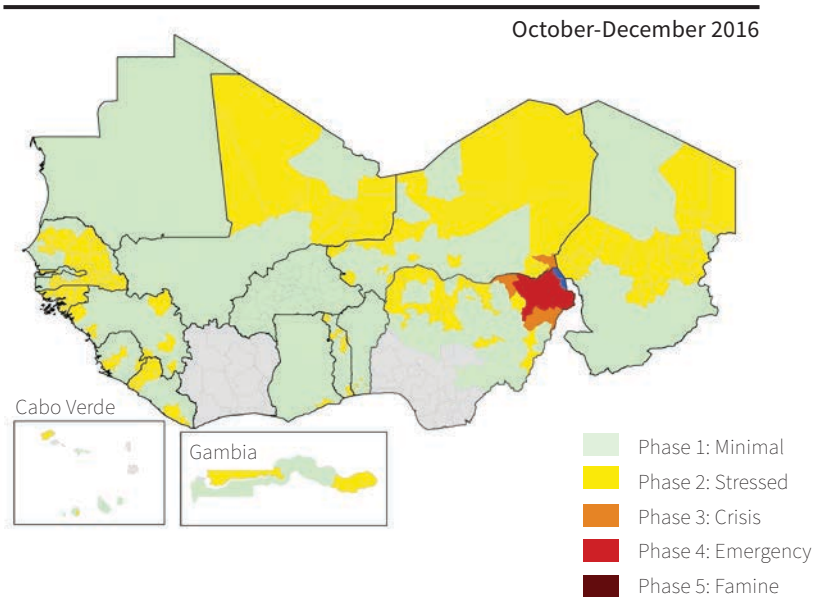 October-December 2016
Cabo Verde
Gambia
Phase 1: Minimal
Phase 2: Stressed
Phase 3: Crisis
Phase 4: Emergency
Phase 5: Famine